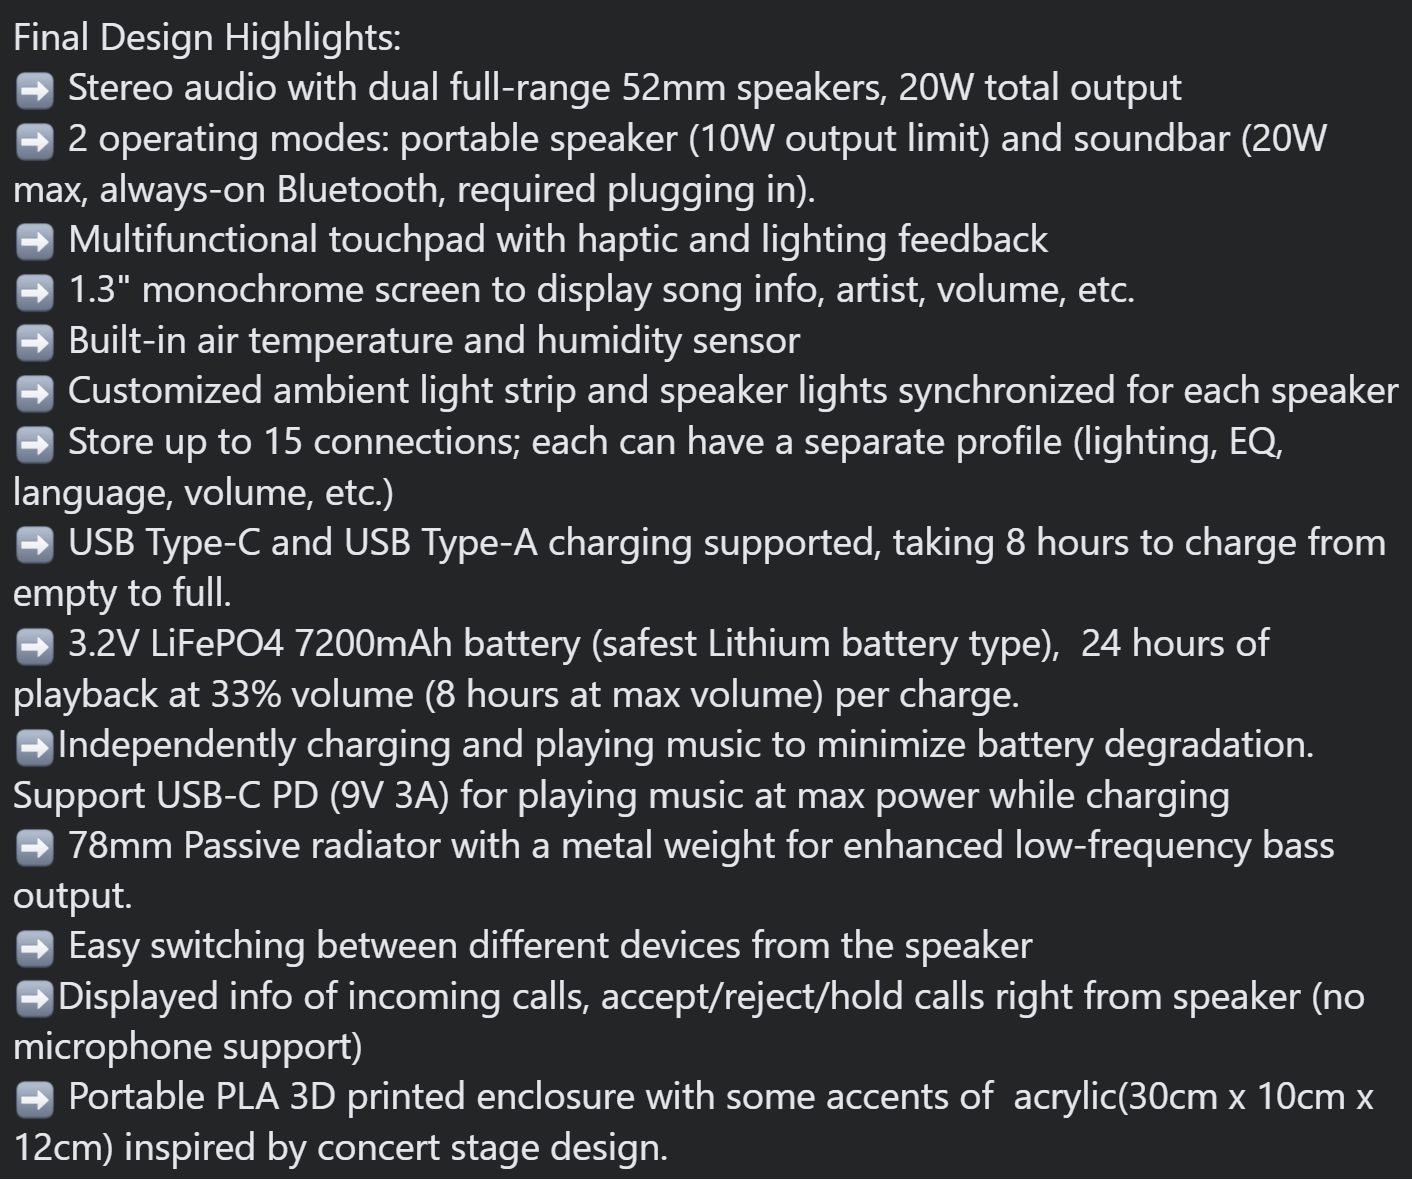 Final Design Highlights:
➡️ Stereo audio with dual full-range 52mm speakers, 20W total output
➡️ 2 operating modes: portable speaker (10W output limit) and soundbar (20W
max, always-on Bluetooth, required plugging in).
➡️ Multifunctional touchpad with haptic and lighting feedback
➡️ 1.3" monochrome screen to display song info, artist, volume, etc.
➡️ Built-in air temperature and humidity sensor
➡️ Customized ambient light strip and speaker lights synchronized for each speaker
➡️ Store up to 15 connections; each can have a separate profile (lighting, EQ,
language, volume, etc.)
➡️ USB Type-C and USB Type-A charging supported, taking 8 hours to charge from
empty to full.
➡️ 3.2V LiFePO4 7200mAh battery (safest Lithium battery type),  24 hours of
playback at 33% volume (8 hours at max volume) per charge.
➡️Independently charging and playing music to minimize battery degradation.
Support USB-C PD (9V 3A) for playing music at max power while charging
➡️ 78mm Passive radiator with a metal weight for enhanced low-frequency bass
output.
➡️ Easy switching between different devices from the speaker
➡️Displayed info of incoming calls, accept/reject/hold calls right from speaker (no
microphone support)
➡️ Portable PLA 3D printed enclosure with some accents of  acrylic(30cm x 10cm x
12cm) inspired by concert stage design.